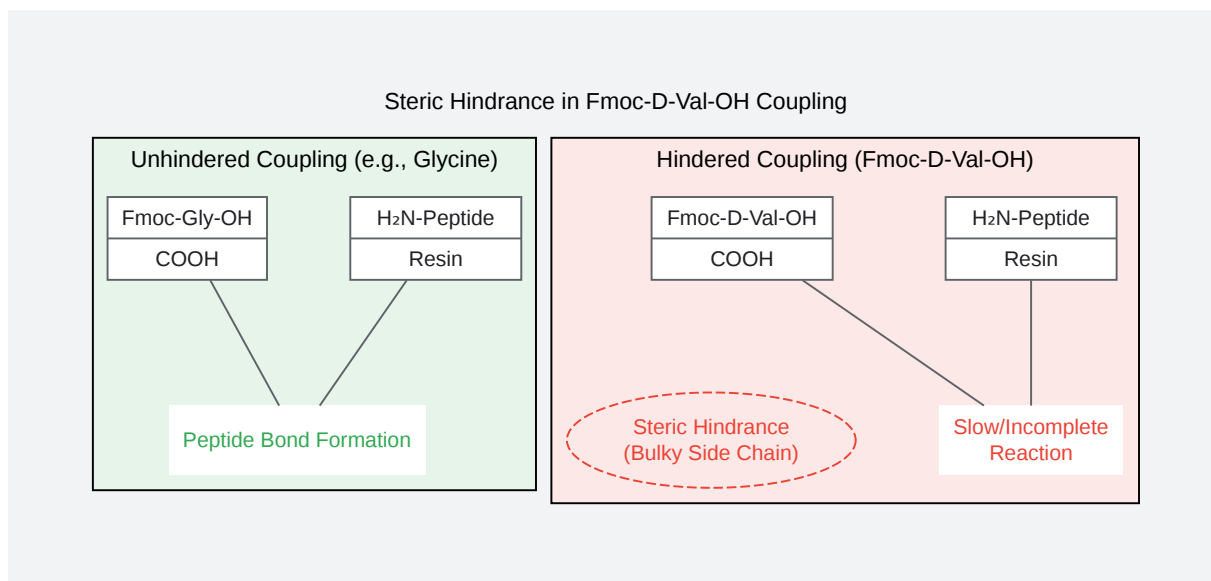 Steric Hindrance in Fmoc-D-Val-OH Coupling
Unhindered Coupling (e.g., Glycine)
Fmoc-Gly-OH
COOH
H₂N-Peptide
Resin
Peptide Bond Formation
Hindered Coupling (Fmoc-D-Val-OH)
Fmoc-D-Val-OH
COOH
H₂N-Peptide
Resin
Steric Hindrance
(Bulky Side Chain)
Slow/Incomplete
Reaction